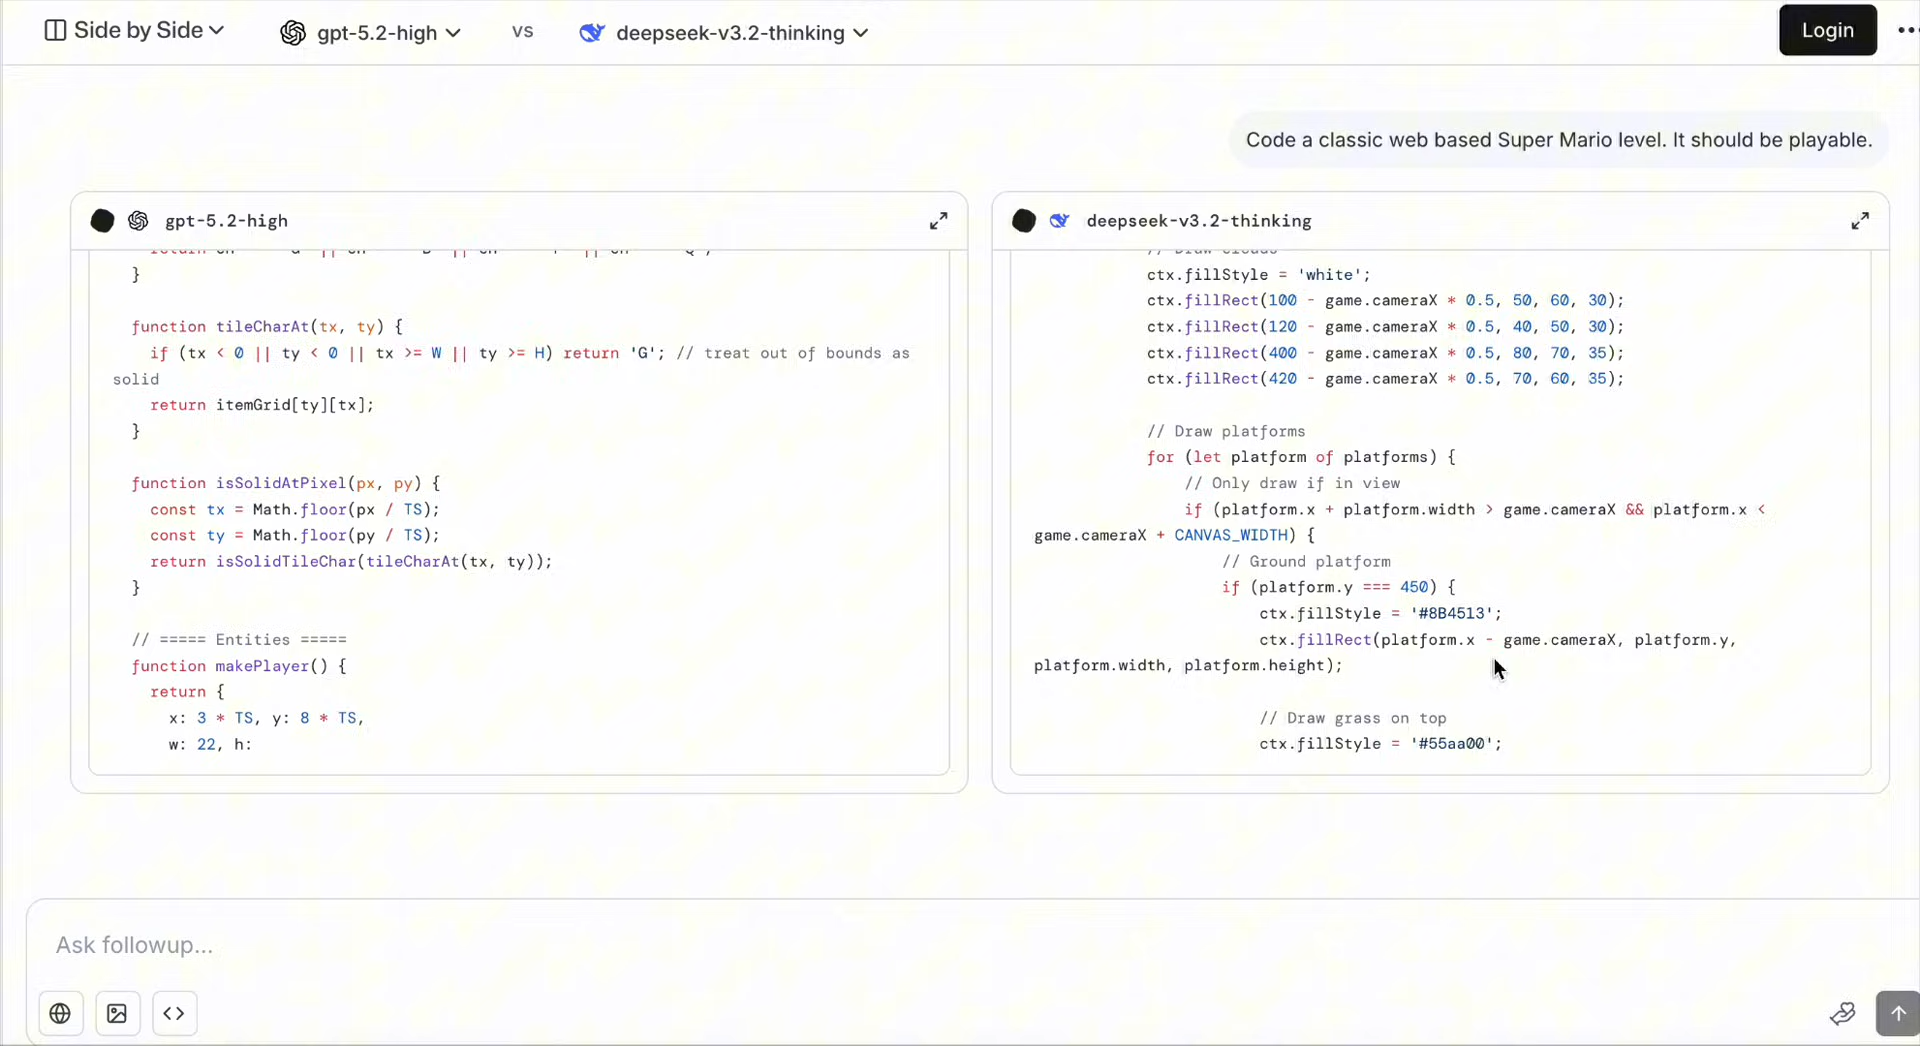 Side by Side
gpt-5.2-high
vs
deepseek-v3.2-thinking
Login
Code a classic web based Super Mario level. It should be playable.
gpt-5.2-high
}
function tileCharAt(tx, ty) {
if (tx < 0 || ty < 0 || tx >= W || ty >= H) return 'G'; // treat out of bounds as
solid
return itemGrid[ty][tx];
}
function isSolidAtPixel(px, py) {
const tx = Math.floor(px / TS);
const ty = Math.floor(py / TS);
return isSolidTileChar(tileCharAt(tx, ty));
}
// ===== Entities =====
function makePlayer() {
return {
x: 3 * TS, y: 8 * TS,
w: 22, h:
deepseek-v3.2-thinking
// Draw clouds
ctx.fillStyle = 'white';
ctx.fillRect(100 - game.cameraX * 0.5, 50, 60, 30);
ctx.fillRect(120 - game.cameraX * 0.5, 40, 50, 30);
ctx.fillRect(400 - game.cameraX * 0.5, 80, 70, 35);
ctx.fillRect(420 - game.cameraX * 0.5, 70, 60, 35);
// Draw platforms
for (let platform of platforms) {
// Only draw if in view
if (platform.x + platform.width > game.cameraX && platform.x <
game.cameraX + CANVAS_WIDTH) {
// Ground platform
if (platform.y === 450) {
ctx.fillStyle = '#8B4513';
ctx.fillRect(platform.x - game.cameraX, platform.y,
platform.width, platform.height);
// Draw grass on top
ctx.fillStyle = '#55aa00';
Ask followup...